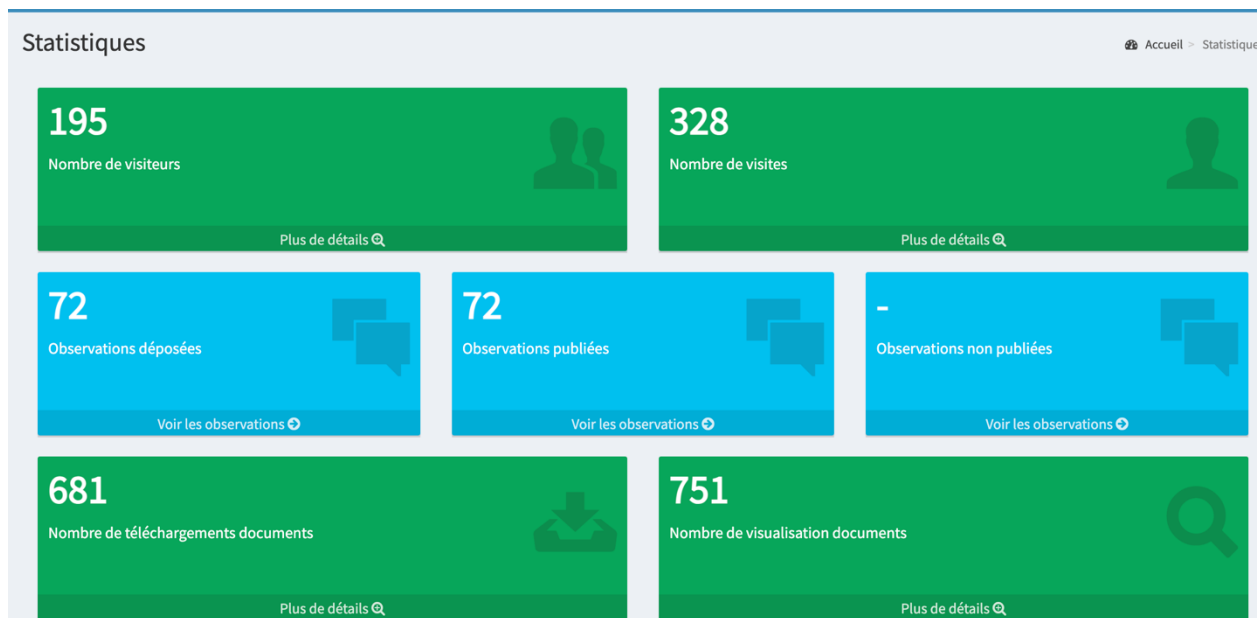 Statistiques
Accueil > Statistique
195
Nombre de visiteurs
Plus de détails
328
Nombre de visites
Plus de détails
72
Observations déposées
Voir les observations
72
Observations publiées
Voir les observations
-
Observations non publiées
Voir les observations
681
Nombre de téléchargements documents
Plus de détails
751
Nombre de visualisation documents
Plus de détails